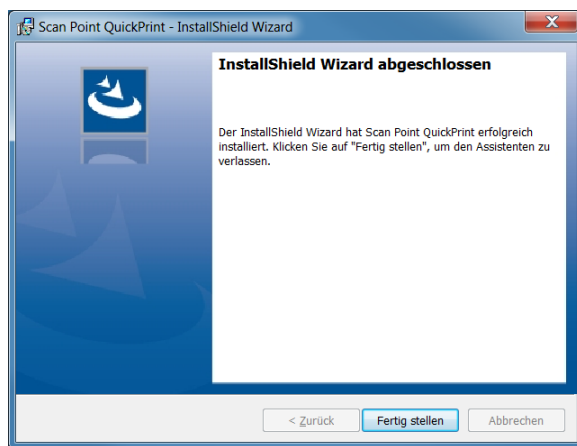 Scan Point QuickPrint - InstallShield Wizard
InstallShield Wizard abgeschlossen
Der InstallShield Wizard hat Scan Point QuickPrint erfolgreich
installiert. Klicken Sie auf "Fertig stellen", um den Assistenten zu
verlassen.
< Zurück
Fertig stellen
Abbrechen